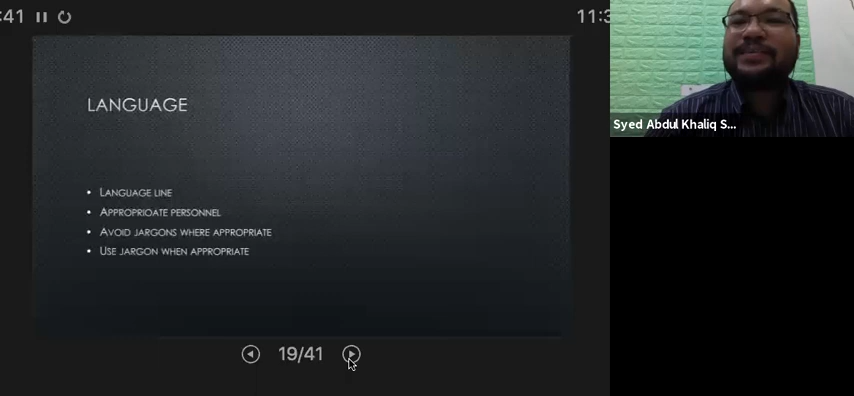 :41
11:3
LANGUAGE
• LANGUAGE LINE
• APPROPRIOATE PERSONNEL
• AVOID JARGONS WHERE APPROPRIATE
• USE JARGON WHEN APPROPRIATE
19/41
Syed Abdul Khaliq S...